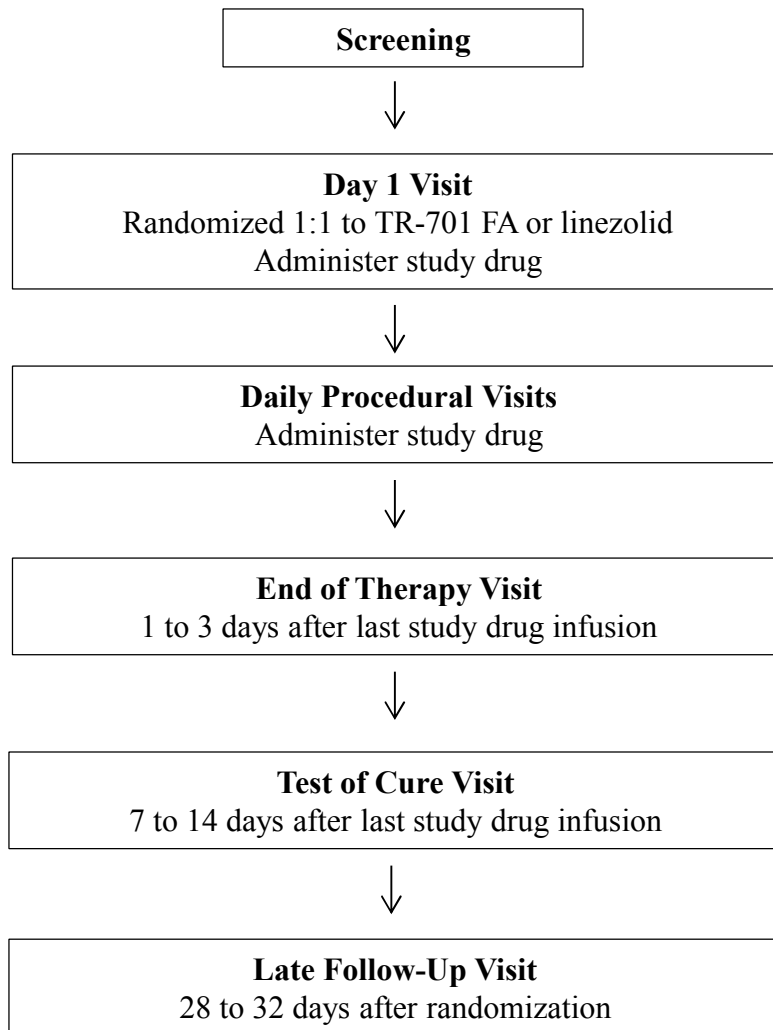 Screening
Day 1 Visit
Randomized 1:1 to TR-701 FA or linezolid
Administer study drug
Daily Procedural Visits
Administer study drug
End of Therapy Visit
1 to 3 days after last study drug infusion
Test of Cure Visit
7 to 14 days after last study drug infusion
Late Follow-Up Visit
28 to 32 days after randomization